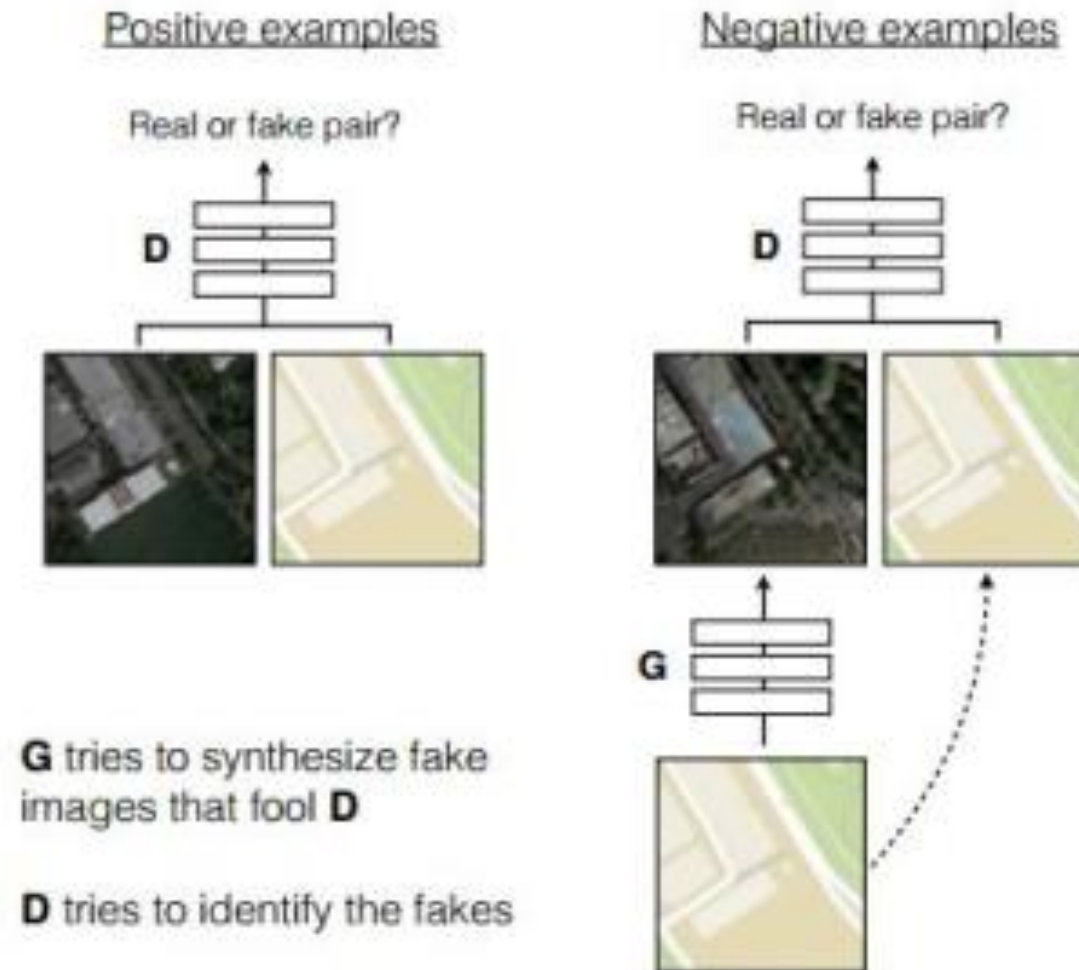 Positive examples
Real or fake pair?
D
G tries to synthesize fake
images that fool D
D tries to identify the fakes
Negative examples
Real or fake pair?
D
G